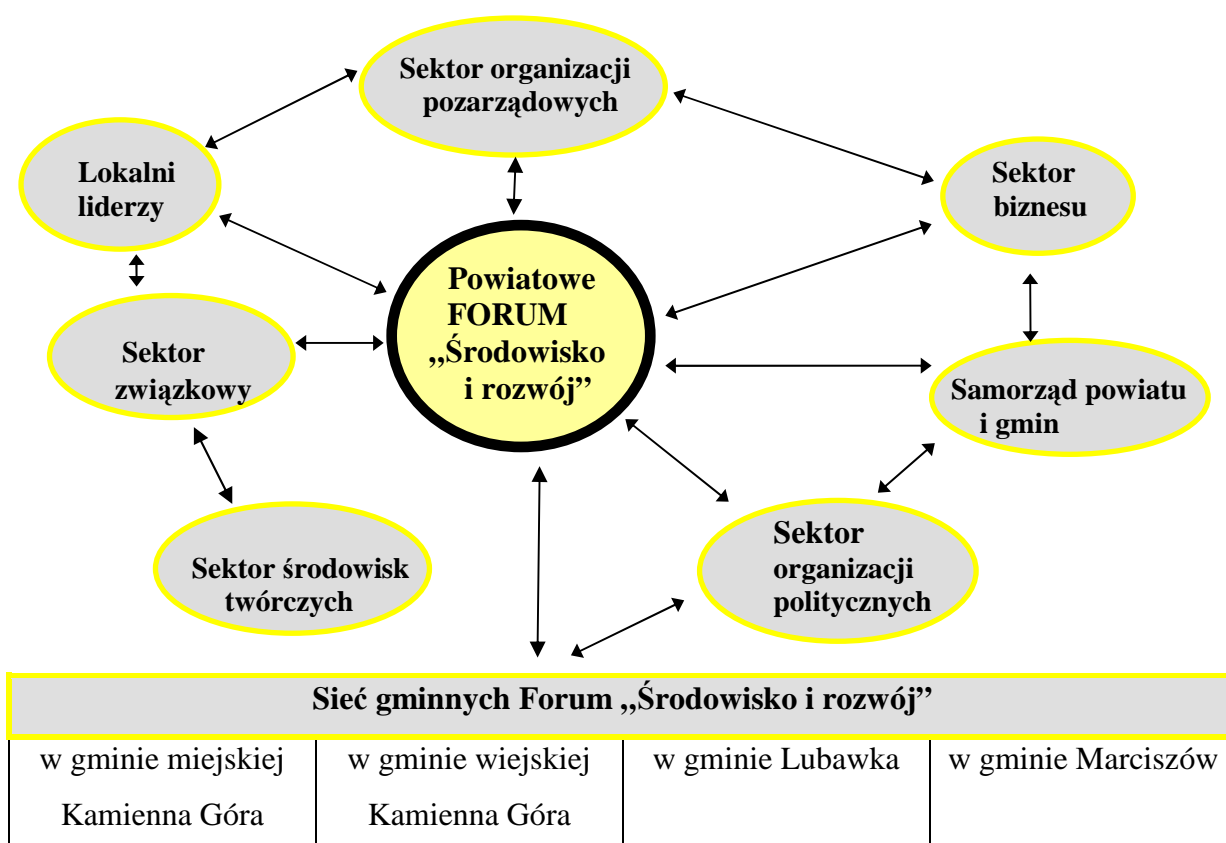 Sektor organizacji
pozarządowych
Lokalni
liderzy
Sektor
biznesu
Powiatowe
FORUM
„Środowisko
i rozwój”
Sektor
związkowy
Samorząd powiatu
i gmin
Sektor środowisk
twórczych
Sektor
organizacji
politycznych
Sieć gminnych Forum „Środowisko i rozwój”
w gminie miejskiej
Kamienna Góra
w gminie wiejskiej
Kamienna Góra
w gminie Lubawka
w gminie Marciszów